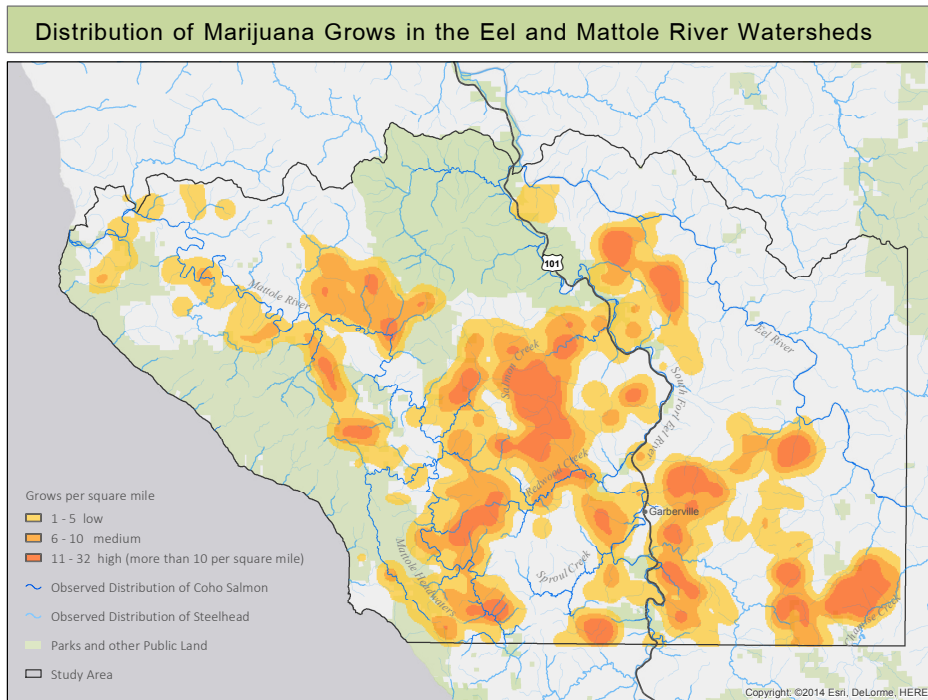 Distribution of Marijuana Grows in the Eel and Mattole River Watersheds
101
Mattole River
Eel River
Salmon Creek
South Fork Eel River
Redwood Creek
Garberville
Sproul Creek
Mattole Headwaters
Chamise Creek
Grows per square mile
1 - 5 low
6 - 10 medium
11 - 32 high (more than 10 per square mile)
Observed Distribution of Coho Salmon
Observed Distribution of Steelhead
Parks and other Public Land
Study Area
Copyright: ©2014 Esri, DeLorme, HERE